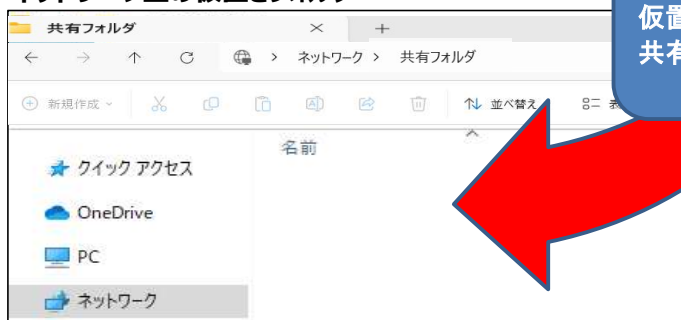 仮置
共有
共有フォルダ
ネットワーク > 共有フォルダ
新規作成
並べ替え
名前
クイック アクセス
OneDrive
PC
ネットワーク